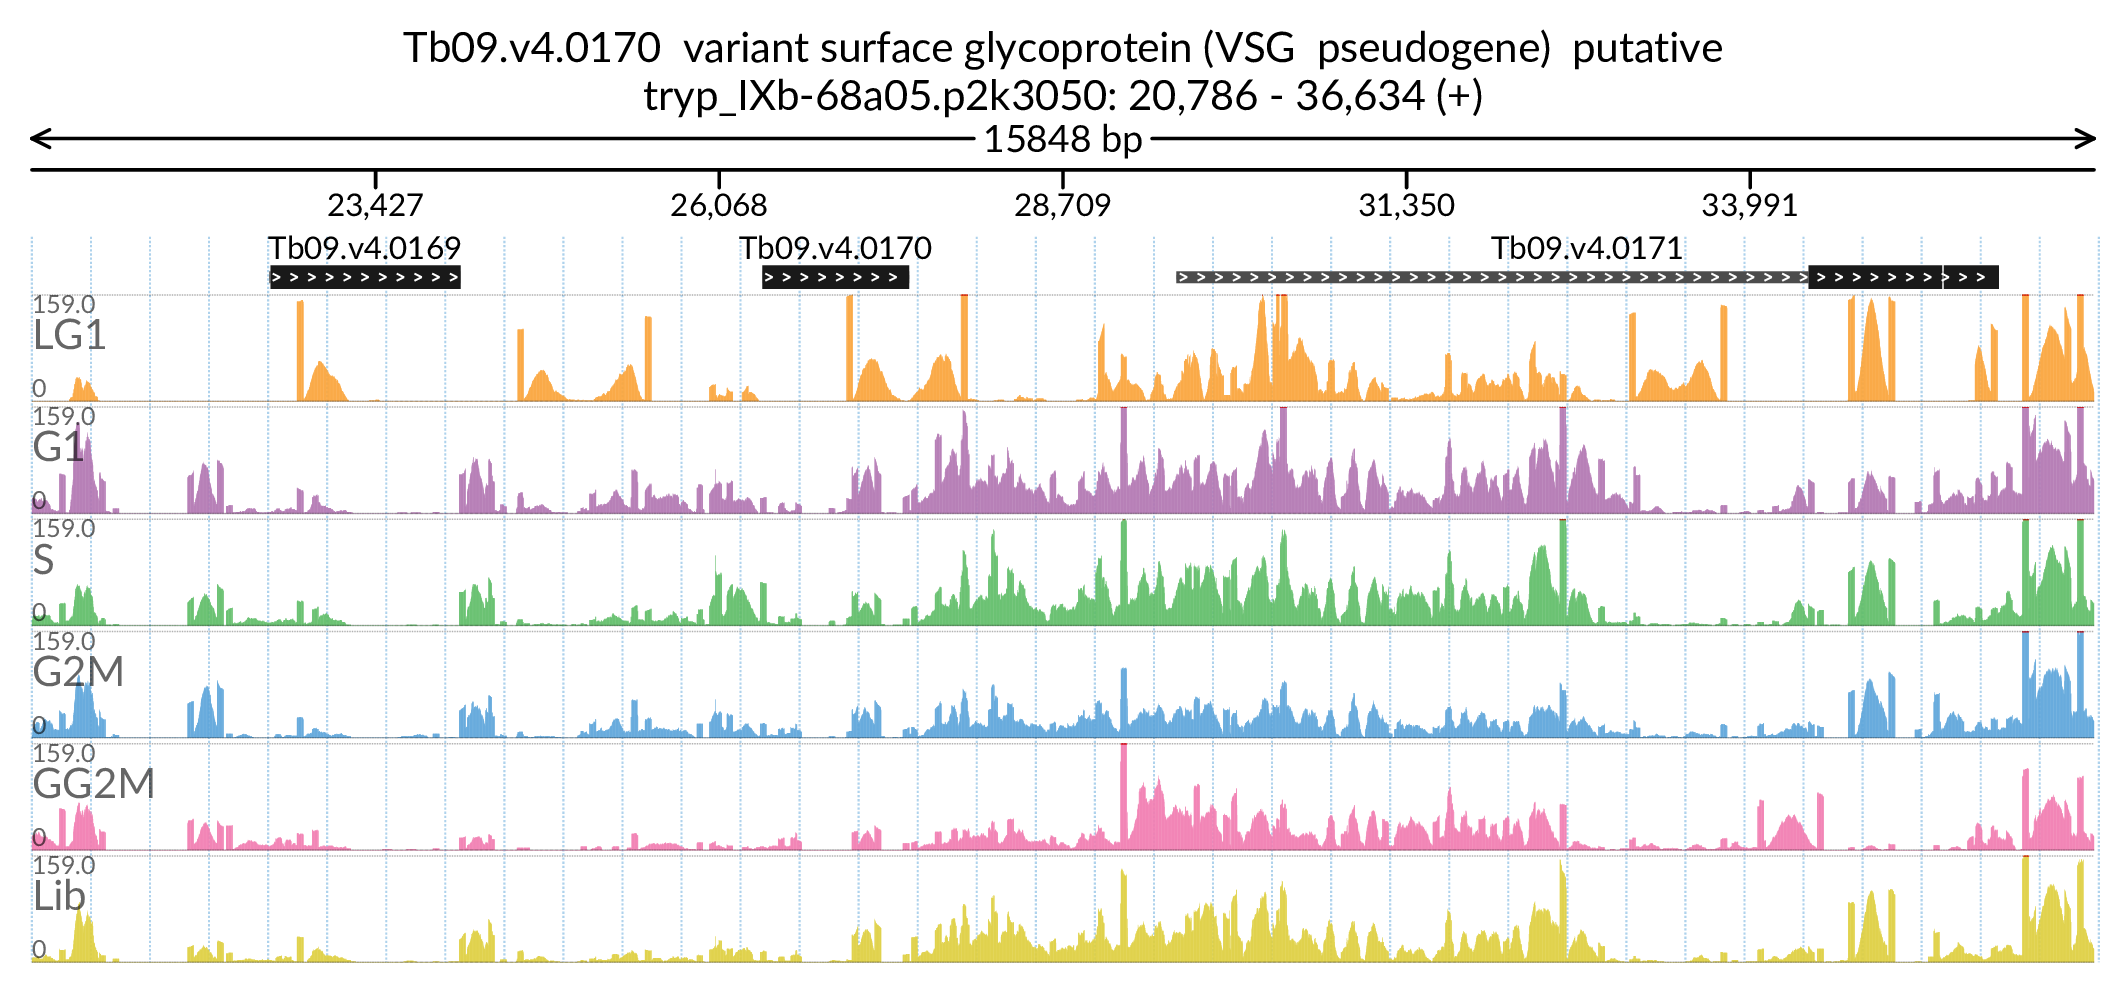 Tb09.v4.0170 variant surface glycoprotein (VSG pseudogene) putative
tryp_IXb-68a05.p2k3050: 20,786 - 36,634 (+)
15848 bp
23,427 26,068 28,709 31,350 33,991
Tb09.v4.0169 Tb09.v4.0170 Tb09.v4.0171
159.0
LG1
0
159.0
G1
0
159.0
S
0
159.0
G2M
0
159.0
GG2M
0
159.0
Lib
0